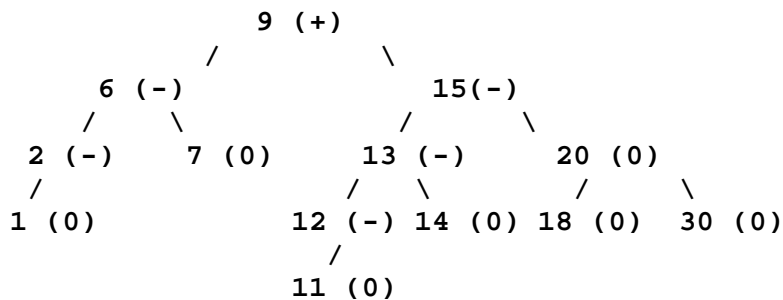 9 (+)
/ \
6 (-) 15(-)
/ \ / \
2 (-) 7 (0) 13 (-) 20 (0)
/ / \ / \
1 (0) 12 (-) 14 (0) 18 (0) 30 (0)
/
11 (0)